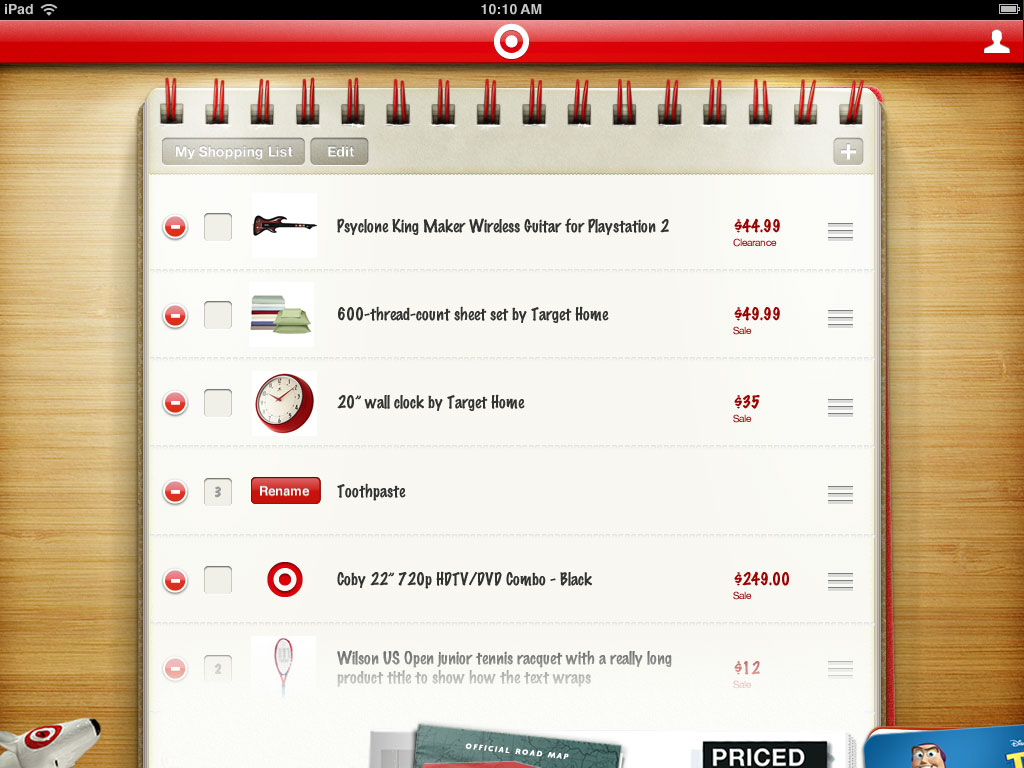 iPad
10:10 AM
My Shopping List
Edit
Psyclone King Maker Wireless Guitar for Playstation 2
$44.99
Clearance
600-thread-count sheet set by Target Home
$49.99
Sale
20” wall clock by Target Home
$35
Sale
3
Rename
Toothpaste
Coby 22” 720p HDTV/DVD Combo - Black
$249.00
Sale
2
Wilson US Open junior tennis racquet with a really long
product title to show how the text wraps
$12
Sale
OFFICIAL ROAD MAP
PRICED